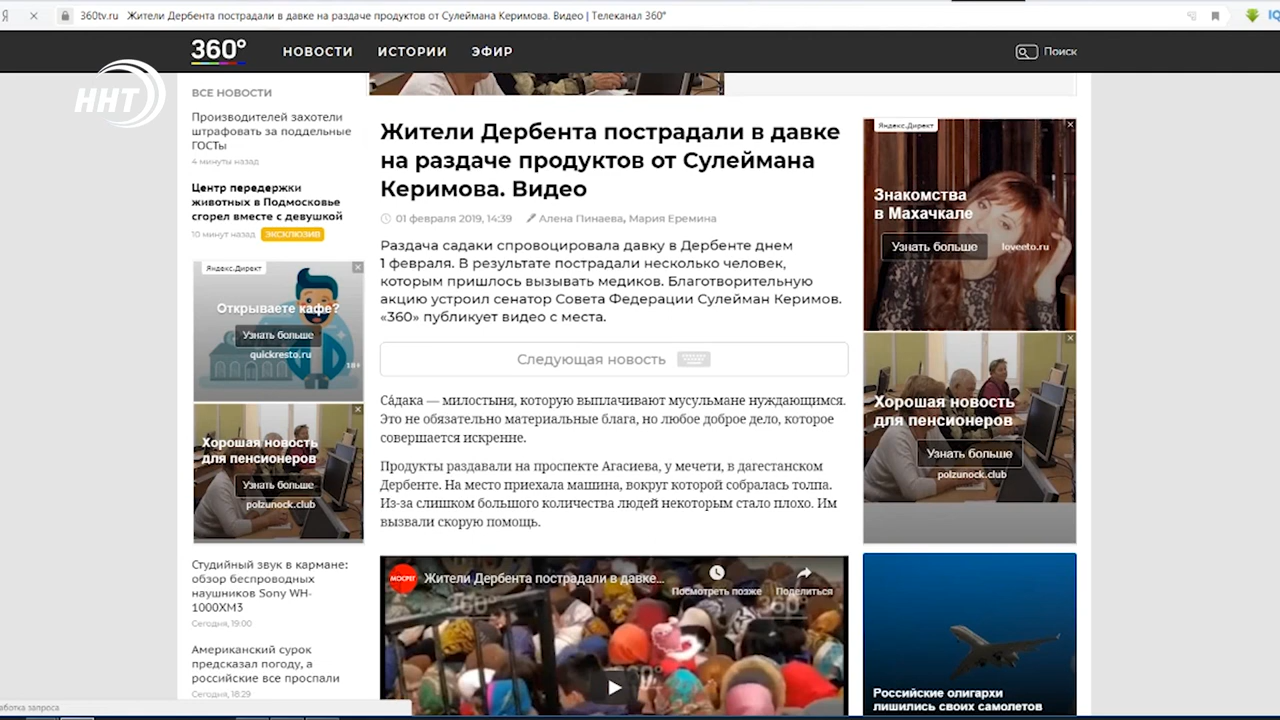 360tv.ru Жители Дербента пострадали в давке на раздаче продуктов от Сулеймана Керимова. Видео | Телеканал 360°
360°
НОВОСТИ
ИСТОРИИ
ЭФИР
Поиск
ННТ
ВСЕ НОВОСТИ
Производителей захотели
штрафовать за поддельные
ГОСТы
4 минуты назад
Центр передержки
животных в Подмосковье
сгорел вместе с девушкой
10 минут назад
ЭКСКЛЮЗИВ
Яндекс.Директ
Открываете кафе?
Узнать больше
quickresto.ru
18+
Хорошая новость
для пенсионеров
Узнать больше
polzunock.club
Студийный звук в кармане:
обзор беспроводных
наушников Sony WH-
1000XM3
Сегодня, 19:00
Американский сурок
предсказал погоду, а
российские все проспали
Сегодня, 18:29
Жители Дербента пострадали в давке
на раздаче продуктов от Сулеймана
Керимова. Видео
01 февраля 2019, 14:39
Алена Пинаева, Мария Еремина
Раздача садаки спровоцировала давку в Дербенте днем
1 февраля. В результате пострадали несколько человек,
которым пришлось вызывать медиков. Благотворительную
акцию устроил сенатор Совета Федерации Сулейман Керимов.
«360» публикует видео с места.
Следующая новость
Са́дака — милостыня, которую выплачивают мусульмане нуждающимся.
Это не обязательно материальные блага, но любое доброе дело, которое
совершается искренне.
Продукты раздавали на проспекте Агасиева, у мечети, в дагестанском
Дербенте. На место приехала машина, вокруг которой собралась толпа.
Из-за слишком большого количества людей некоторым стало плохо. Им
вызвали скорую помощь.
МОСРЕГ
Жители Дербента пострадали в давке...
Посмотреть позже
Поделиться
360°
360°
Яндекс.Директ
Знакомства
в Махачкале
Узнать больше
loveeto.ru
Хорошая новость
для пенсионеров
Узнать больше
polzunock.club
Российские олигархи
лишились своих самолетов
аботка запроса